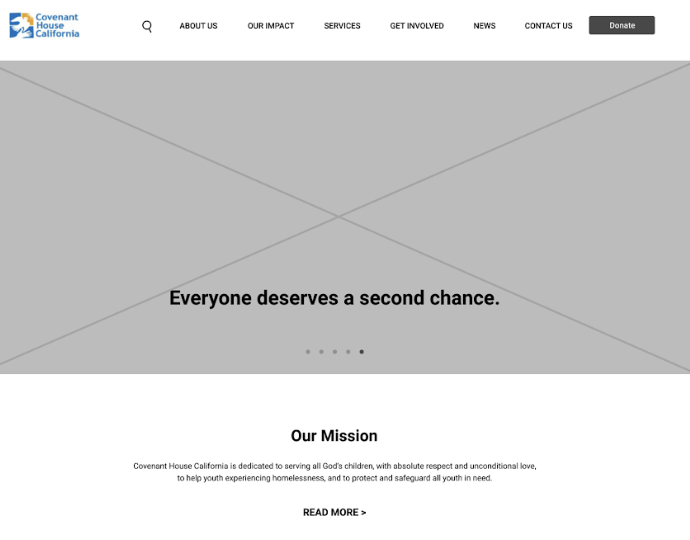 Covenant
House
California
ABOUT US
OUR IMPACT
SERVICES
GET INVOLVED
NEWS
CONTACT US
Donate
Everyone deserves a second chance.
Our Mission
Covenant House California is dedicated to serving all God's children, with absolute respect and unconditional love,
to help youth experiencing homelessness, and to protect and safeguard all youth in need.
READ MORE >